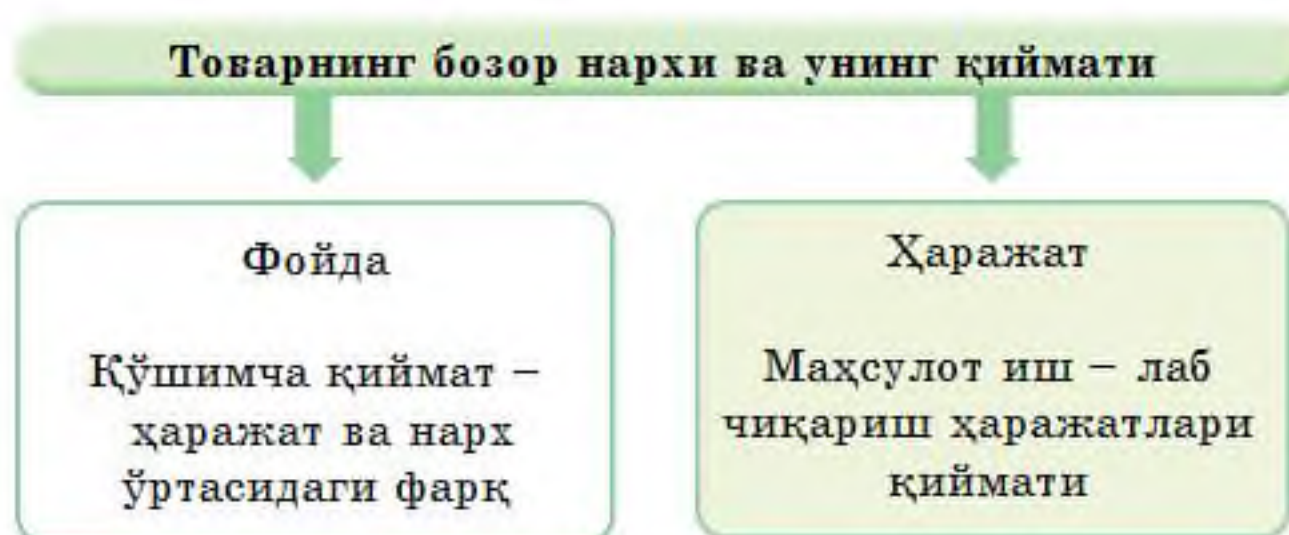 Товарнинг бозор нархи ва унинг қиймати
Фойда
Қўшимча қиймат –
ҳаражат ва нарх
ўртасидаги фарқ
Ҳаражат
Маҳсулот иш – лаб
чиқариш ҳаражатлари
қиймати